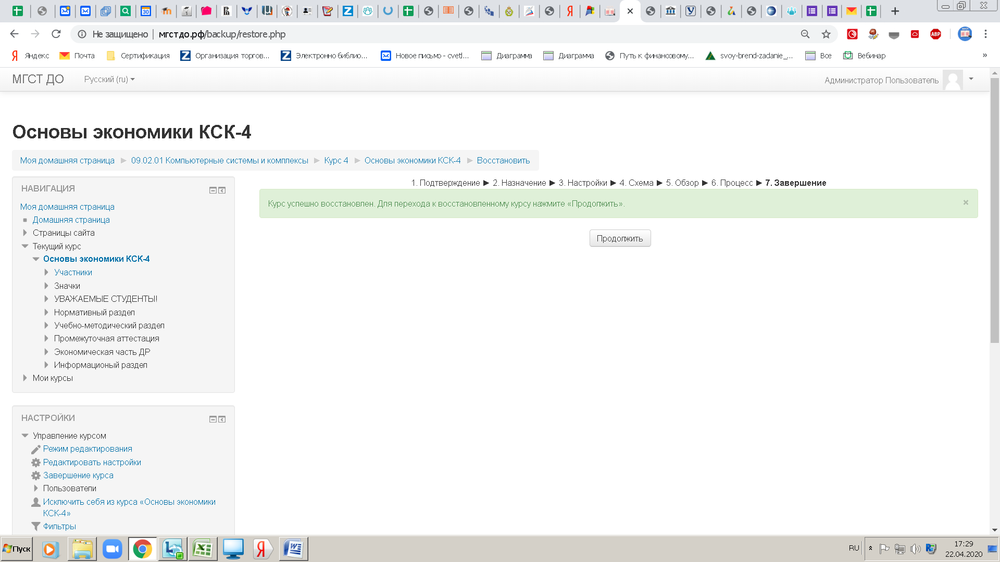 Не защищено | мгстдо.рф/backup/restore.php
ABP
Яндекс Почта Сертификация Организация торгов... Электронно библио... Новое письмо - cvetl... Диаграмма Диаграмма Путь к финансовому... svoy-brend-zadanie_... Все Вебинар »
МГСТ ДО Русский (ru) Администратор Пользователь
Основы экономики КСК-4
Моя домашняя страница ► 09.02.01 Компьютерные системы и комплексы ► Курс 4 ► Основы экономики КСК-4 ► Восстановить
НАВИГАЦИЯ
Моя домашняя страница
Домашняя страница
Страницы сайта
Текущий курс
Основы экономики КСК-4
Участники
Значки
УВАЖАЕМЫЕ СТУДЕНТЫ!
Нормативный раздел
Учебно-методический раздел
Промежуточная аттестация
Экономическая часть ДР
Информационый раздел
Мои курсы
1. Подтверждение ► 2. Назначение ► 3. Настройки ► 4. Схема ► 5. Обзор ► 6. Процесс ► 7. Завершение
Курс успешно восстановлен. Для перехода к восстановленному курсу нажмите «Продолжить». ×
Продолжить
НАСТРОЙКИ
Управление курсом
Режим редактирования
Редактировать настройки
Завершение курса
Пользователи
Исключить себя из курса «Основы экономики
КСК-4»
Фильтры
Пуск
RU
17:29
22.04.2020